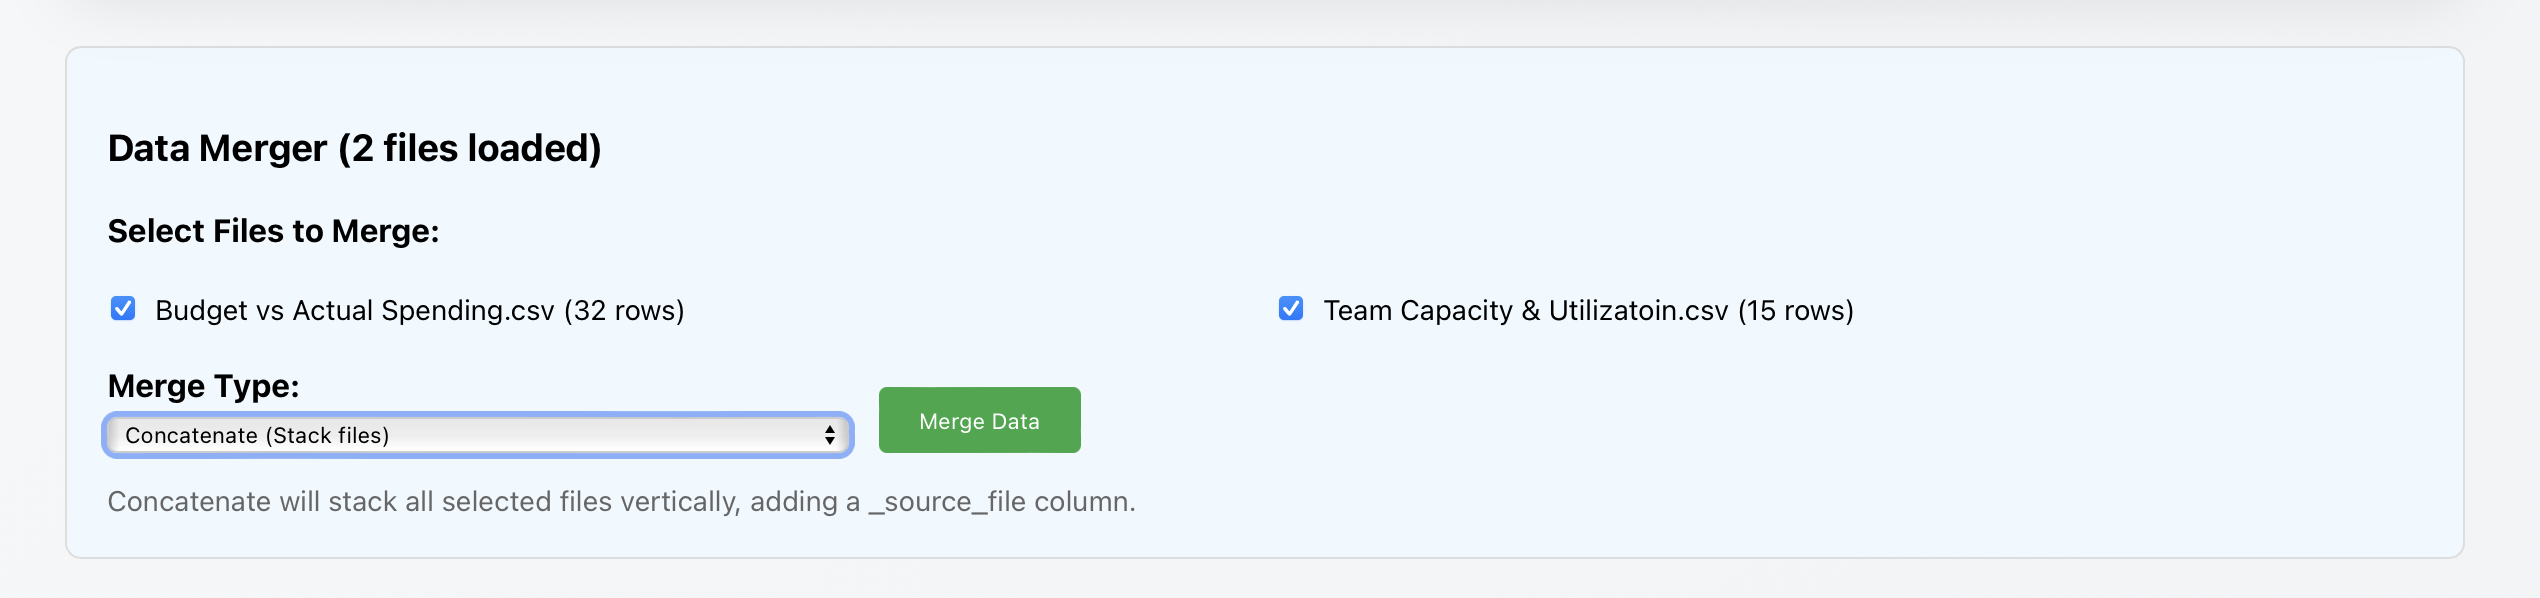 Data Merger (2 files loaded)
Select Files to Merge:
Budget vs Actual Spending.csv (32 rows)
Team Capacity & Utilizatoin.csv (15 rows)
Merge Type:
Concatenate (Stack files)
Merge Data
Concatenate will stack all selected files vertically, adding a _source_file column.